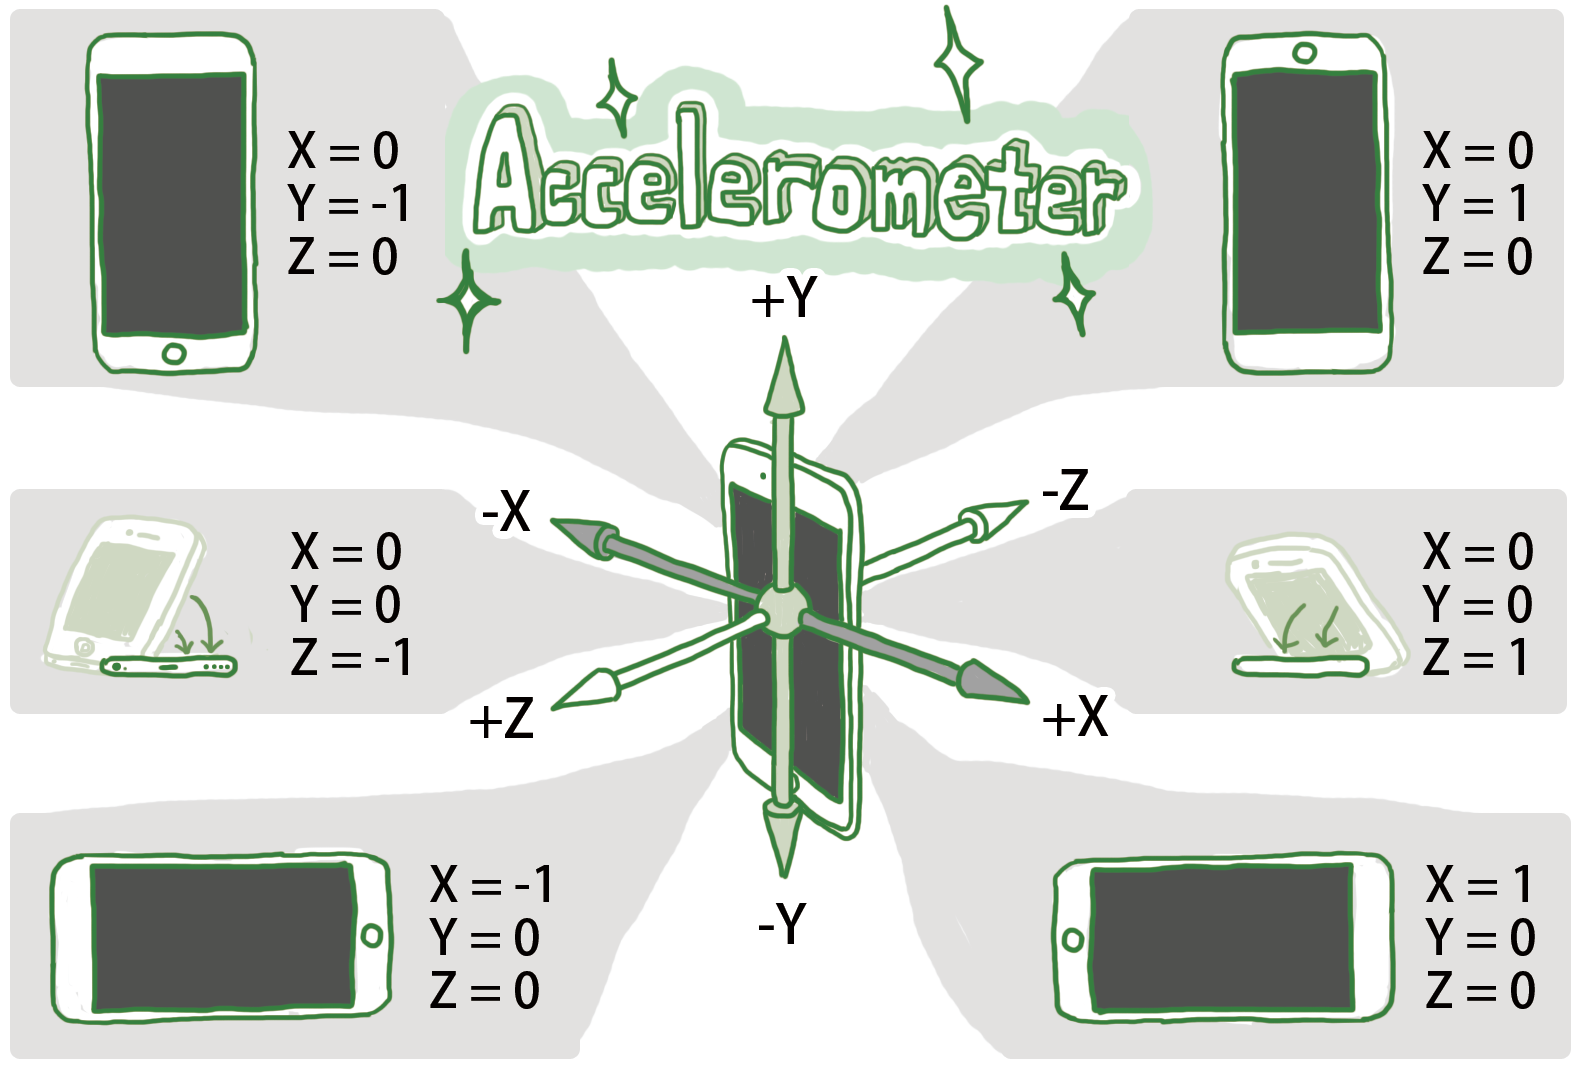 Accelerometer
X = 0
Y = -1
Z = 0
X = 0
Y = 1
Z = 0
+Y
-X
-Z
X = 0
Y = 0
Z = -1
X = 0
Y = 0
Z = 1
+Z
+X
X = -1
Y = 0
Z = 0
-Y
X = 1
Y = 0
Z = 0